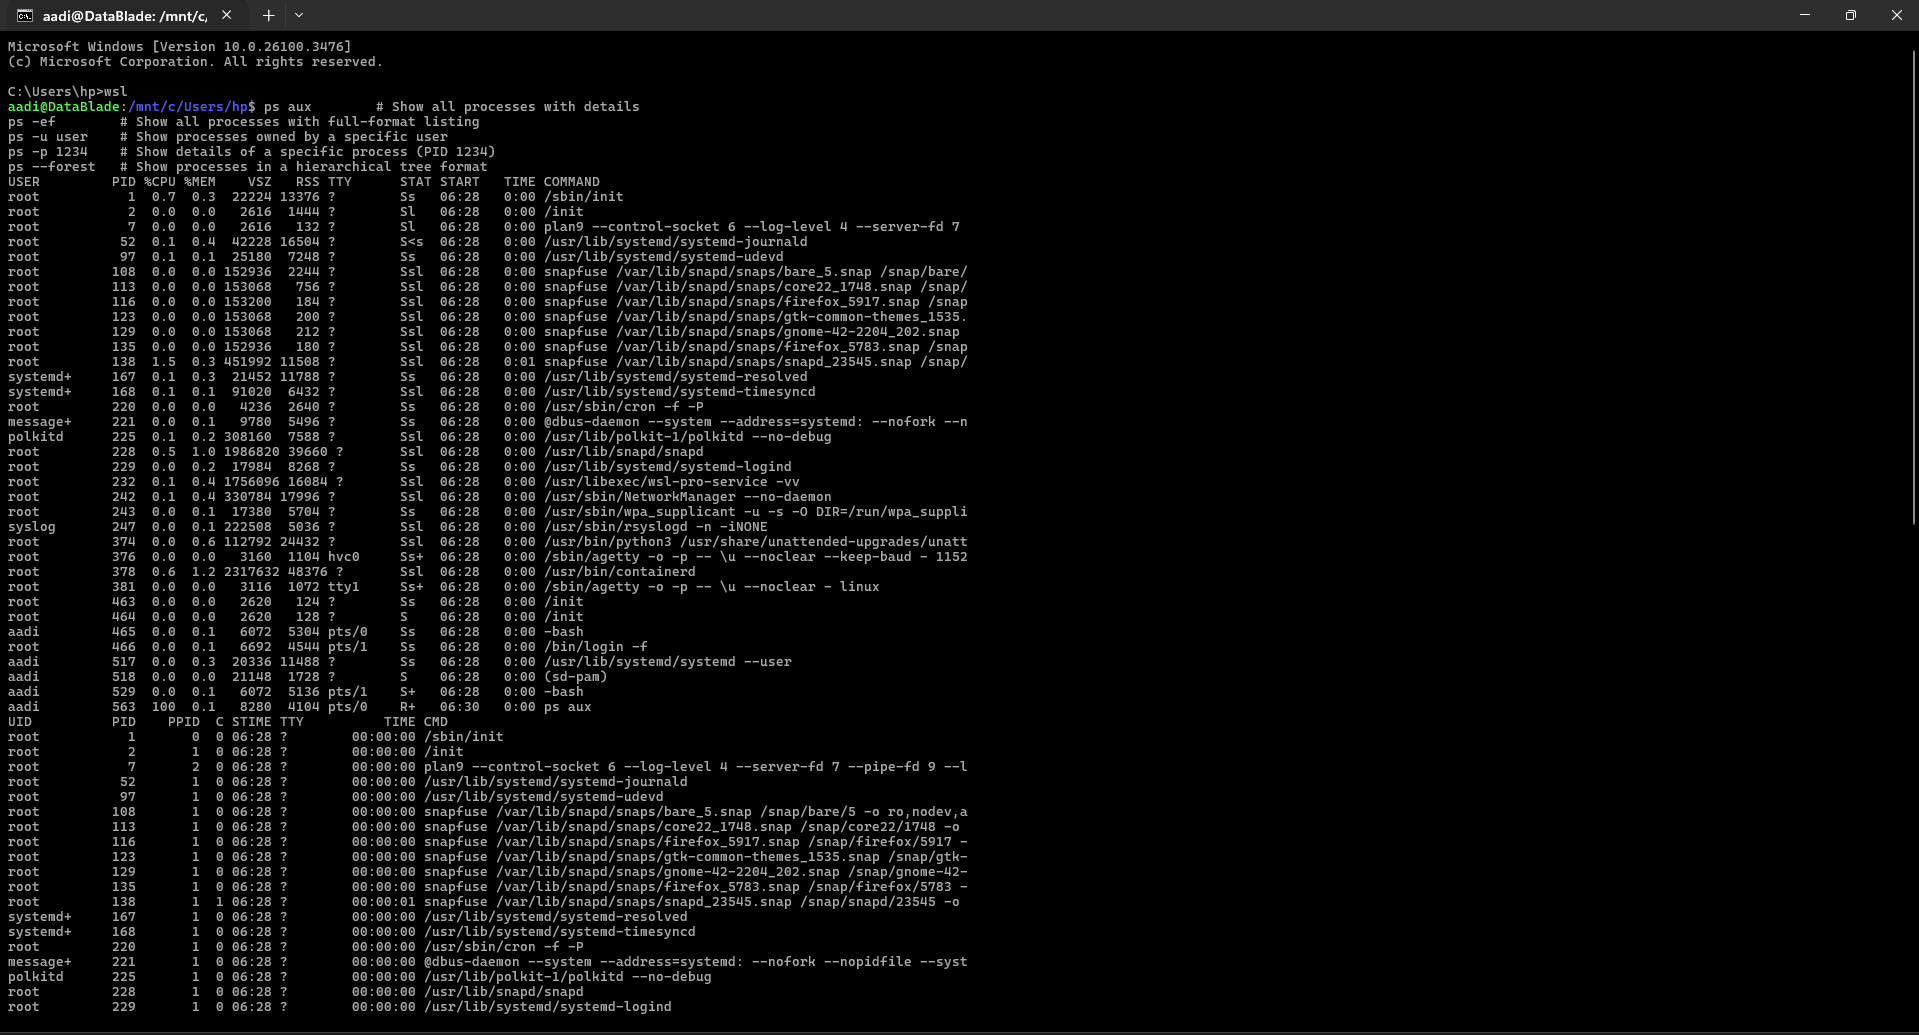 aadi@DataBlade: /mnt/c,
Microsoft Windows [Version 10.0.26100.3476]
(c) Microsoft Corporation. All rights reserved.
C:\Users\hp>wsl
aadi@DataBlade:/mnt/c/Users/hp$ ps aux        # Show all processes with details
ps -ef        # Show all processes with full-format listing
ps -u user    # Show processes owned by a specific user
ps -p 1234    # Show details of a specific process (PID 1234)
ps --forest   # Show processes in a hierarchical tree format
USER         PID %CPU %MEM    VSZ   RSS TTY      STAT START   TIME COMMAND
root           1  0.7  0.3  22224 13376 ?        Ss   06:28   0:00 /sbin/init
root           2  0.0  0.0   2616  1444 ?        Sl   06:28   0:00 /init
root           7  0.0  0.0   2616   132 ?        Sl   06:28   0:00 plan9 --control-socket 6 --log-level 4 --server-fd 7
root          52  0.1  0.4  42228 16504 ?        S<s  06:28   0:00 /usr/lib/systemd/systemd-journald
root          97  0.1  0.1  25180  7248 ?        Ss   06:28   0:00 /usr/lib/systemd/systemd-udevd
root         108  0.0  0.0 152936  2244 ?        Ssl  06:28   0:00 snapfuse /var/lib/snapd/snaps/bare_5.snap /snap/bare/
root         113  0.0  0.0 153068   756 ?        Ssl  06:28   0:00 snapfuse /var/lib/snapd/snaps/core22_1748.snap /snap/
root         116  0.0  0.0 153200   184 ?        Ssl  06:28   0:00 snapfuse /var/lib/snapd/snaps/firefox_5917.snap /snap
root         123  0.0  0.0 153068   200 ?        Ssl  06:28   0:00 snapfuse /var/lib/snapd/snaps/gtk-common-themes_1535.
root         129  0.0  0.0 153068   212 ?        Ssl  06:28   0:00 snapfuse /var/lib/snapd/snaps/gnome-42-2204_202.snap
root         135  0.0  0.0 152936   180 ?        Ssl  06:28   0:00 snapfuse /var/lib/snapd/snaps/firefox_5783.snap /snap
root         138  1.5  0.3 451992 11508 ?        Ssl  06:28   0:01 snapfuse /var/lib/snapd/snaps/snapd_23545.snap /snap/
systemd+     167  0.1  0.3  21452 11788 ?        Ss   06:28   0:00 /usr/lib/systemd/systemd-resolved
systemd+     168  0.1  0.1  91020  6432 ?        Ssl  06:28   0:00 /usr/lib/systemd/systemd-timesyncd
root         220  0.0  0.0   4236  2640 ?        Ss   06:28   0:00 /usr/sbin/cron -f -P
message+     221  0.0  0.1   9780  5496 ?        Ss   06:28   0:00 @dbus-daemon --system --address=systemd: --nofork --n
polkitd      225  0.1  0.2 308160  7588 ?        Ssl  06:28   0:00 /usr/lib/polkit-1/polkitd --no-debug
root         228  0.5  1.0 1986820 39660 ?       Ssl  06:28   0:00 /usr/lib/snapd/snapd
root         229  0.0  0.2  17984  8268 ?        Ss   06:28   0:00 /usr/lib/systemd/systemd-logind
root         232  0.1  0.4 1756096 16084 ?       Ssl  06:28   0:00 /usr/libexec/wsl-pro-service -vv
root         242  0.1  0.4 330784 17996 ?        Ssl  06:28   0:00 /usr/sbin/NetworkManager --no-daemon
root         243  0.0  0.1  17380  5704 ?        Ss   06:28   0:00 /usr/sbin/wpa_supplicant -u -s -O DIR=/run/wpa_suppli
syslog       247  0.0  0.1 222508  5036 ?        Ssl  06:28   0:00 /usr/sbin/rsyslogd -n -iNONE
root         374  0.0  0.6 112792 24432 ?        Ssl  06:28   0:00 /usr/bin/python3 /usr/share/unattended-upgrades/unatt
root         376  0.0  0.0   3160  1104 hvc0     Ss+  06:28   0:00 /sbin/agetty -o -p -- \u --noclear --keep-baud - 1152
root         378  0.6  1.2 2317632 48376 ?       Ssl  06:28   0:00 /usr/bin/containerd
root         381  0.0  0.0   3116  1072 tty1     Ss+  06:28   0:00 /sbin/agetty -o -p -- \u --noclear - linux
root         463  0.0  0.0   2620   124 ?        Ss   06:28   0:00 /init
root         464  0.0  0.0   2620   128 ?        S    06:28   0:00 /init
aadi         465  0.0  0.1   6072  5304 pts/0    Ss   06:28   0:00 -bash
root         466  0.0  0.1   6692  4544 pts/1    Ss   06:28   0:00 /bin/login -f
aadi         517  0.0  0.3  20336 11488 ?        Ss   06:28   0:00 /usr/lib/systemd/systemd --user
aadi         518  0.0  0.0  21148  1728 ?        S    06:28   0:00 (sd-pam)
aadi         529  0.0  0.1   6072  5136 pts/1    S+   06:28   0:00 -bash
aadi         563  100  0.1   8280  4104 pts/0    R+   06:30   0:00 ps aux
UID          PID    PPID  C STIME TTY          TIME CMD
root           1       0  0 06:28 ?        00:00:00 /sbin/init
root           2       1  0 06:28 ?        00:00:00 /init
root           7       2  0 06:28 ?        00:00:00 plan9 --control-socket 6 --log-level 4 --server-fd 7 --pipe-fd 9 --l
root          52       1  0 06:28 ?        00:00:00 /usr/lib/systemd/systemd-journald
root          97       1  0 06:28 ?        00:00:00 /usr/lib/systemd/systemd-udevd
root         108       1  0 06:28 ?        00:00:00 snapfuse /var/lib/snapd/snaps/bare_5.snap /snap/bare/5 -o ro,nodev,a
root         113       1  0 06:28 ?        00:00:00 snapfuse /var/lib/snapd/snaps/core22_1748.snap /snap/core22/1748 -o
root         116       1  0 06:28 ?        00:00:00 snapfuse /var/lib/snapd/snaps/firefox_5917.snap /snap/firefox/5917 -
root         123       1  0 06:28 ?        00:00:00 snapfuse /var/lib/snapd/snaps/gtk-common-themes_1535.snap /snap/gtk-
root         129       1  0 06:28 ?        00:00:00 snapfuse /var/lib/snapd/snaps/gnome-42-2204_202.snap /snap/gnome-42-
root         135       1  0 06:28 ?        00:00:00 snapfuse /var/lib/snapd/snaps/firefox_5783.snap /snap/firefox/5783 -
root         138       1  1 06:28 ?        00:00:01 snapfuse /var/lib/snapd/snaps/snapd_23545.snap /snap/snapd/23545 -o
systemd+     167       1  0 06:28 ?        00:00:00 /usr/lib/systemd/systemd-resolved
systemd+     168       1  0 06:28 ?        00:00:00 /usr/lib/systemd/systemd-timesyncd
root         220       1  0 06:28 ?        00:00:00 /usr/sbin/cron -f -P
message+     221       1  0 06:28 ?        00:00:00 @dbus-daemon --system --address=systemd: --nofork --nopidfile --syst
polkitd      225       1  0 06:28 ?        00:00:00 /usr/lib/polkit-1/polkitd --no-debug
root         228       1  0 06:28 ?        00:00:00 /usr/lib/snapd/snapd
root         229       1  0 06:28 ?        00:00:00 /usr/lib/systemd/systemd-logind